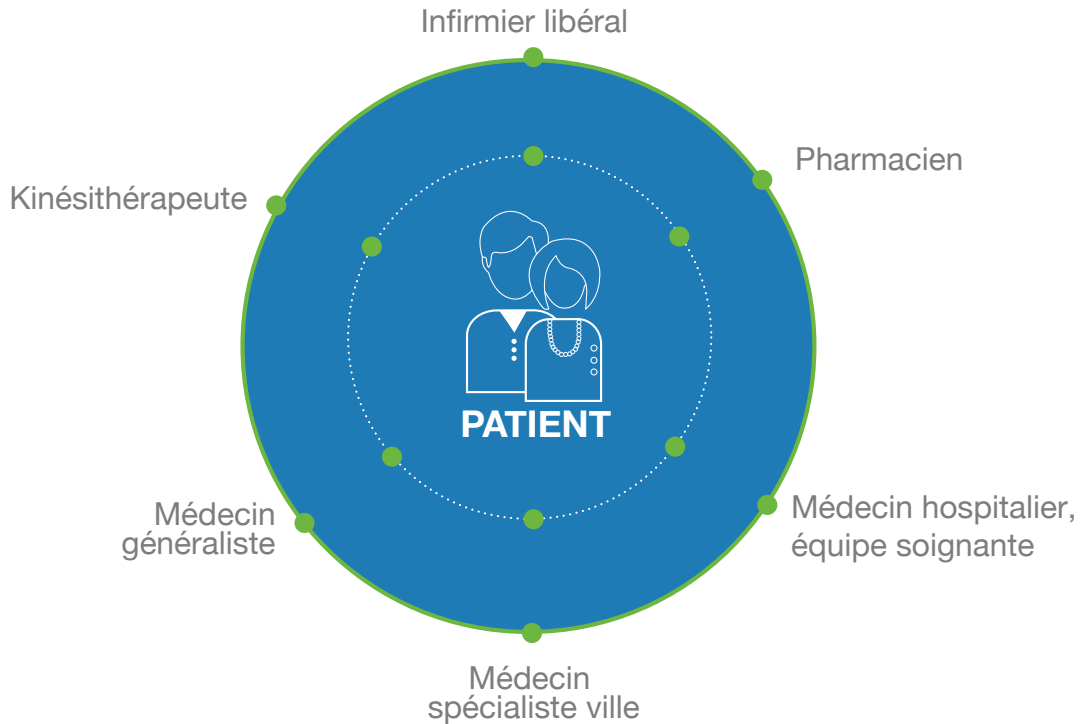 Infirmier libéral
Pharmacien
Kinésithérapeute
PATIENT
Médecin
généraliste
Médecin hospitalier,
équipe soignante
Médecin
spécialiste ville